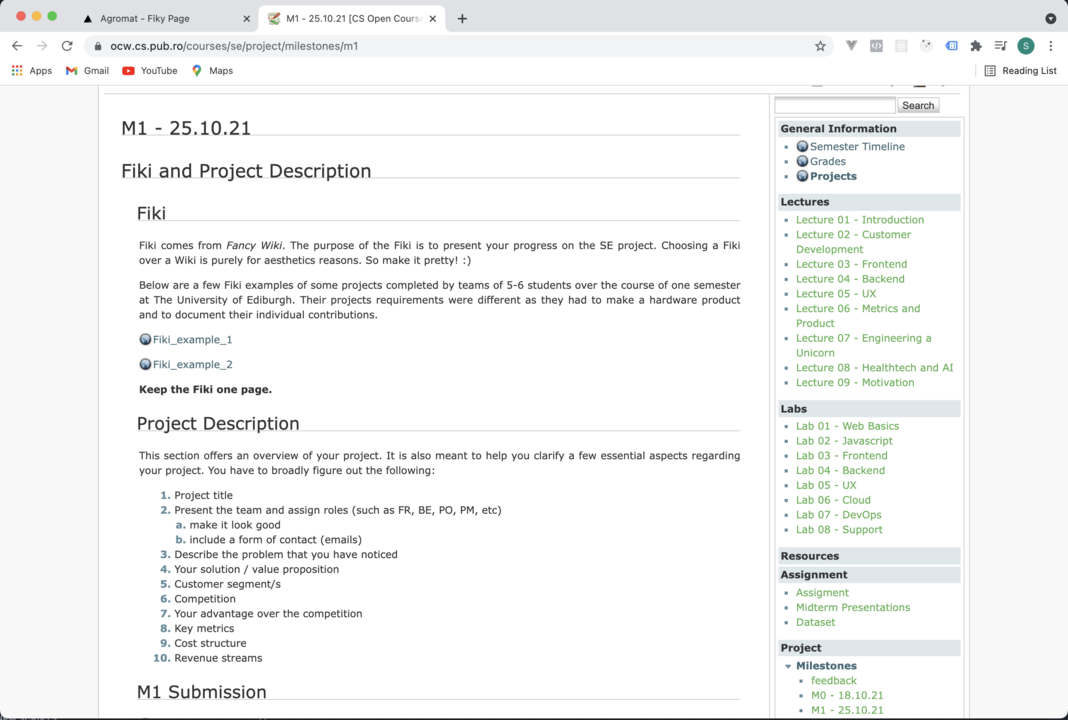 Agromat - Fiky Page
M1 - 25.10.21 [CS Open Cours
ocw.cs.pub.ro/courses/se/project/milestones/m1
S
Apps
Gmail
YouTube
Maps
Reading List
M1 - 25.10.21
Fiki and Project Description
Fiki
Fiki comes from Fancy Wiki. The purpose of the Fiki is to present your progress on the SE project. Choosing a Fiki
over a Wiki is purely for aesthetics reasons. So make it pretty! :)
Below are a few Fiki examples of some projects completed by teams of 5-6 students over the course of one semester
at The University of Ediburgh. Their projects requirements were different as they had to make a hardware product
and to document their individual contributions.
Fiki_example_1
Fiki_example_2
Keep the Fiki one page.
Project Description
This section offers an overview of your project. It is also meant to help you clarify a few essential aspects regarding
your project. You have to broadly figure out the following:
1. Project title
2. Present the team and assign roles (such as FR, BE, PO, PM, etc)
a. make it look good
b. include a form of contact (emails)
3. Describe the problem that you have noticed
4. Your solution / value proposition
5. Customer segment/s
6. Competition
7. Your advantage over the competition
8. Key metrics
9. Cost structure
10. Revenue streams
M1 Submission
Search
General Information
Semester Timeline
Grades
Projects
Lectures
Lecture 01 - Introduction
Lecture 02 - Customer
Development
Lecture 03 - Frontend
Lecture 04 - Backend
Lecture 05 - UX
Lecture 06 - Metrics and
Product
Lecture 07 - Engineering a
Unicorn
Lecture 08 - Healthtech and AI
Lecture 09 - Motivation
Labs
Lab 01 - Web Basics
Lab 02 - Javascript
Lab 03 - Frontend
Lab 04 - Backend
Lab 05 - UX
Lab 06 - Cloud
Lab 07 - DevOps
Lab 08 - Support
Resources
Assignment
Assigment
Midterm Presentations
Dataset
Project
Milestones
feedback
M0 - 18.10.21
M1 - 25.10.21